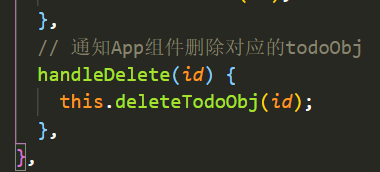 },
// 通知App组件删除对应的todoObj
handleDelete(id) {
this.deleteTodoObj(id);
},
},